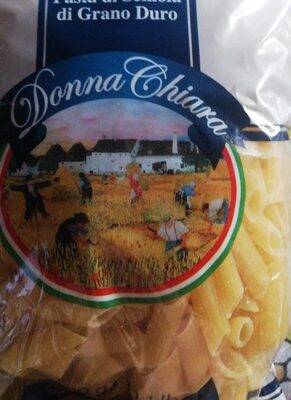 Pasta di Semola
di Grano Duro
Donna Chiara